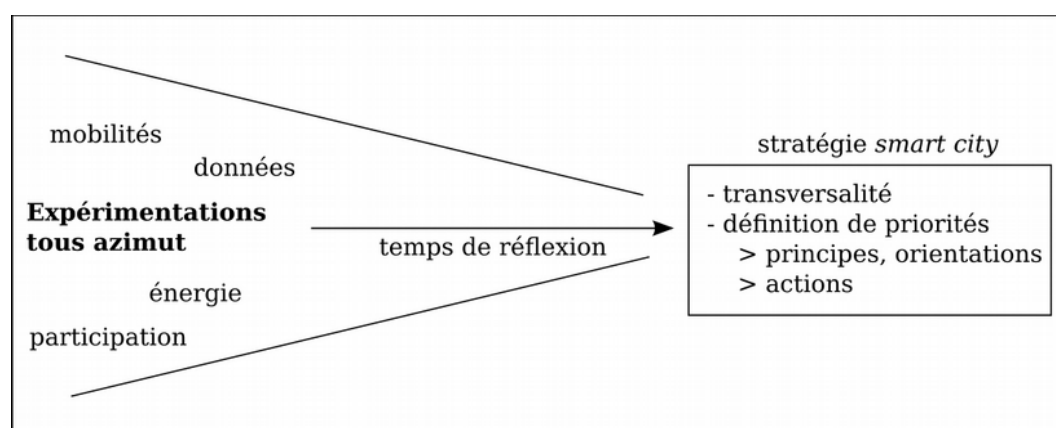 mobilités
données
Expérimentations
tous azimut
énergie
participation
temps de réflexion
stratégie smart city
- transversalité
- définition de priorités
> principes, orientations
> actions